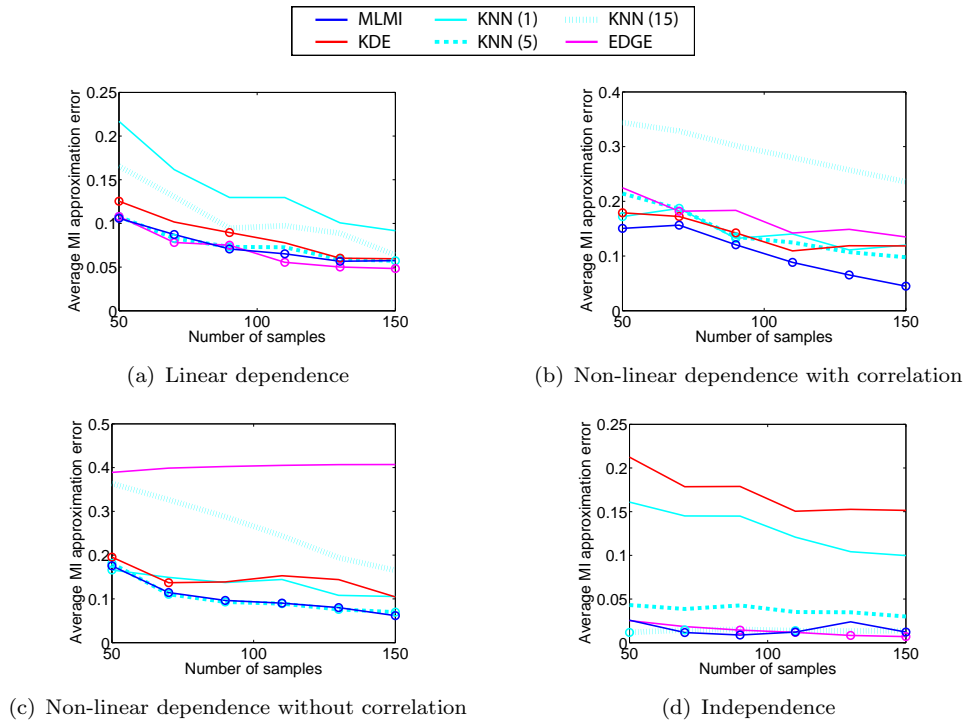 MLMI KNN (1) KNN (15)
KDE KNN (5) EDGE
Average MI approximation error
0.25
0.2
0.15
0.1
0.05
0
50 100 150
Number of samples
(a) Linear dependence
Average MI approximation error
0.4
0.3
0.2
0.1
0
50 100 150
Number of samples
(b) Non-linear dependence with correlation
Average MI approximation error
0.5
0.4
0.3
0.2
0.1
0
50 100 150
Number of samples
(c) Non-linear dependence without correlation
Average MI approximation error
0.25
0.2
0.15
0.1
0.05
0
50 100 150
Number of samples
(d) Independence